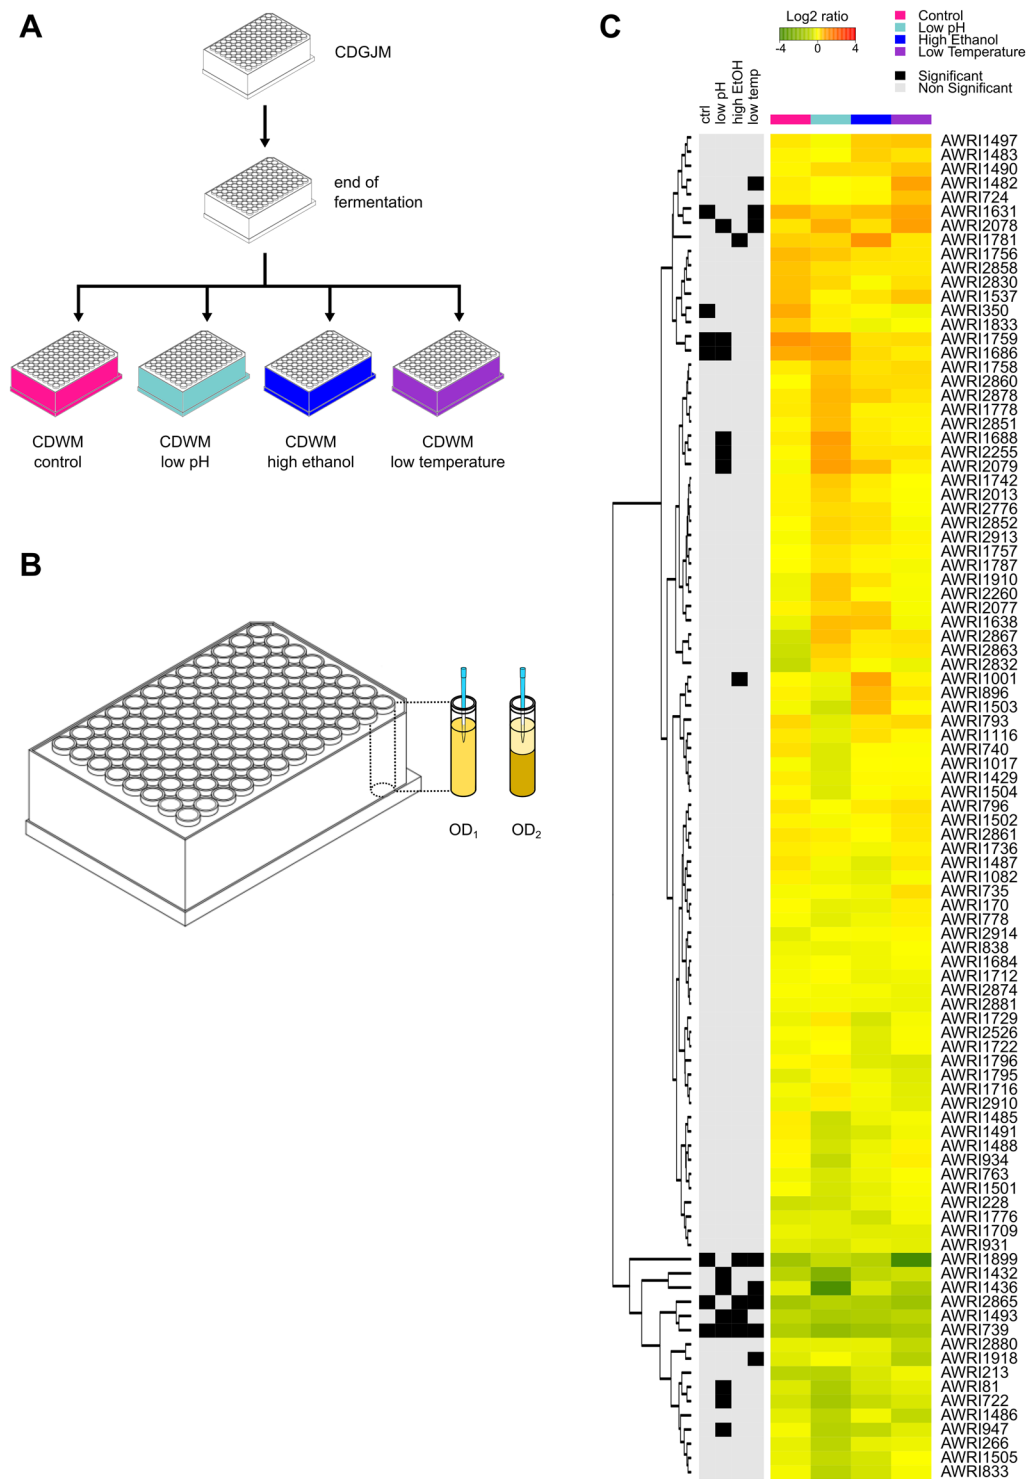 A
CDGJM
end of
fermentation
CDWM
control
CDWM
low pH
CDWM
high ethanol
CDWM
low temperature
B
OD1
OD2
C
Log2 ratio
-4
0
4
Control
Low pH
High Ethanol
Low Temperature
Significant
Non Significant
ctrl
low pH
high EtOH
low temp
AWRI1497
AWRI1483
AWRI1490
AWRI1482
AWRI724
AWRI1631
AWRI2078
AWRI1781
AWRI1756
AWRI2858
AWRI2830
AWRI1537
AWRI350
AWRI1833
AWRI1759
AWRI1686
AWRI1758
AWRI2860
AWRI2878
AWRI1778
AWRI2851
AWRI1688
AWRI2255
AWRI2079
AWRI1742
AWRI2013
AWRI2776
AWRI2852
AWRI2913
AWRI1757
AWRI1787
AWRI1910
AWRI2260
AWRI2077
AWRI1638
AWRI2867
AWRI2863
AWRI2832
AWRI1001
AWRI896
AWRI1503
AWRI793
AWRI1116
AWRI740
AWRI1017
AWRI1429
AWRI1504
AWRI796
AWRI1502
AWRI2861
AWRI1736
AWRI1487
AWRI1082
AWRI735
AWRI170
AWRI778
AWRI2914
AWRI838
AWRI1684
AWRI1712
AWRI2874
AWRI2881
AWRI1729
AWRI2526
AWRI1722
AWRI1796
AWRI1795
AWRI1716
AWRI2910
AWRI1485
AWRI1491
AWRI1488
AWRI934
AWRI763
AWRI1501
AWRI228
AWRI1776
AWRI1709
AWRI931
AWRI1899
AWRI1432
AWRI1436
AWRI2865
AWRI1493
AWRI739
AWRI2880
AWRI1918
AWRI213
AWRI81
AWRI722
AWRI1486
AWRI947
AWRI266
AWRI1505
AWRI833